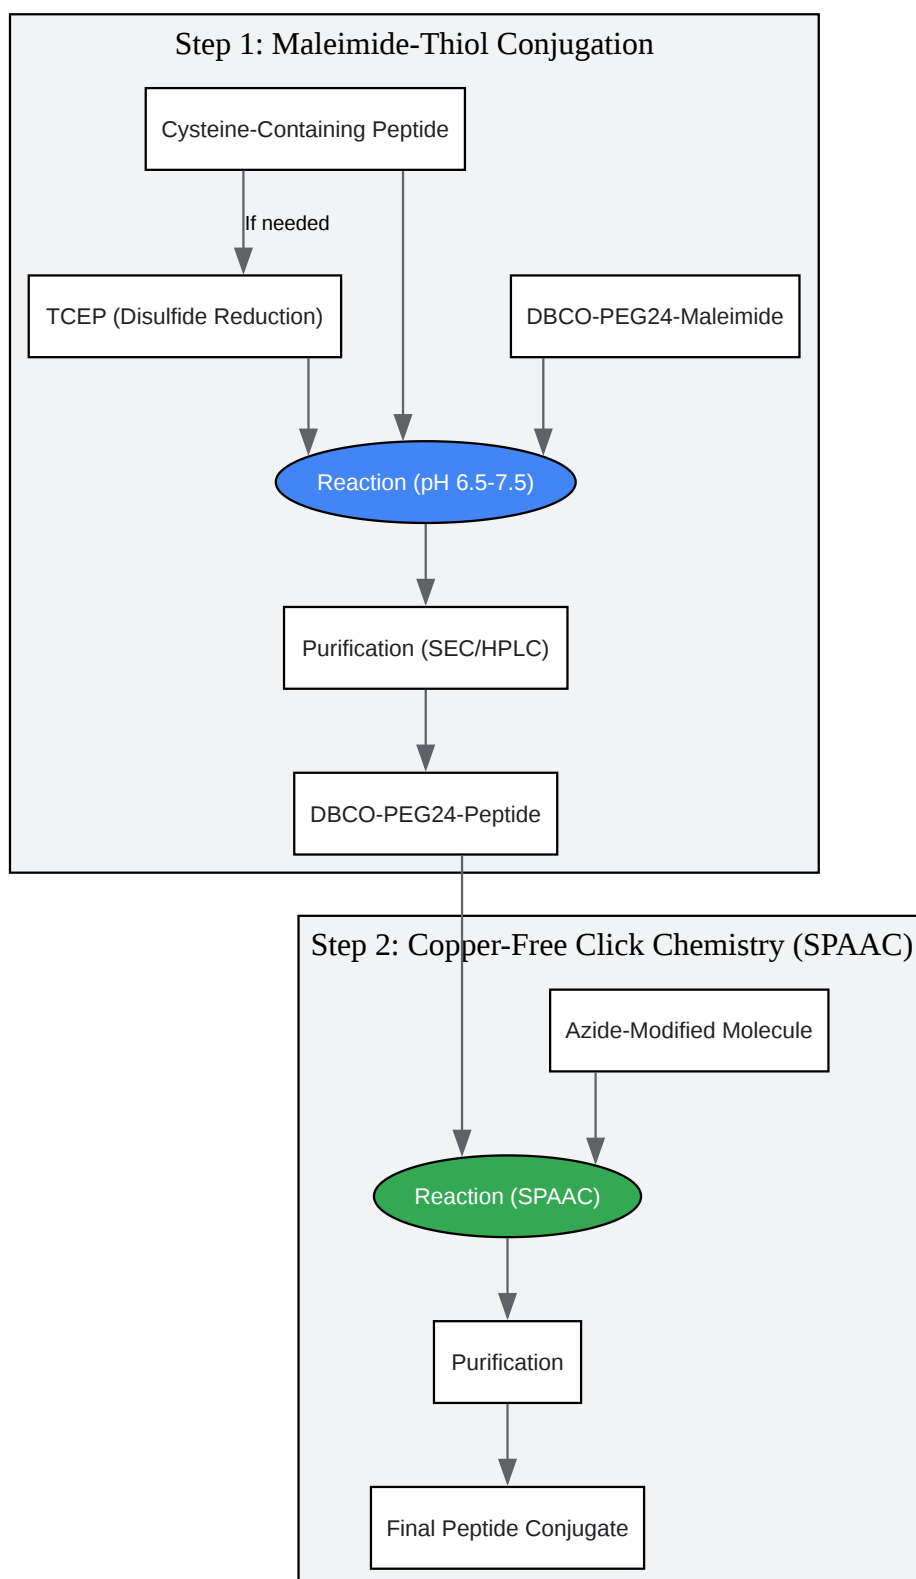 Step 1: Maleimide-Thiol Conjugation
Cysteine-Containing Peptide
If needed
TCEP (Disulfide Reduction)
DBCO-PEG24-Maleimide
Reaction (pH 6.5-7.5)
Purification (SEC/HPLC)
DBCO-PEG24-Peptide
Step 2: Copper-Free Click Chemistry (SPAAC)
Azide-Modified Molecule
Reaction (SPAAC)
Purification
Final Peptide Conjugate